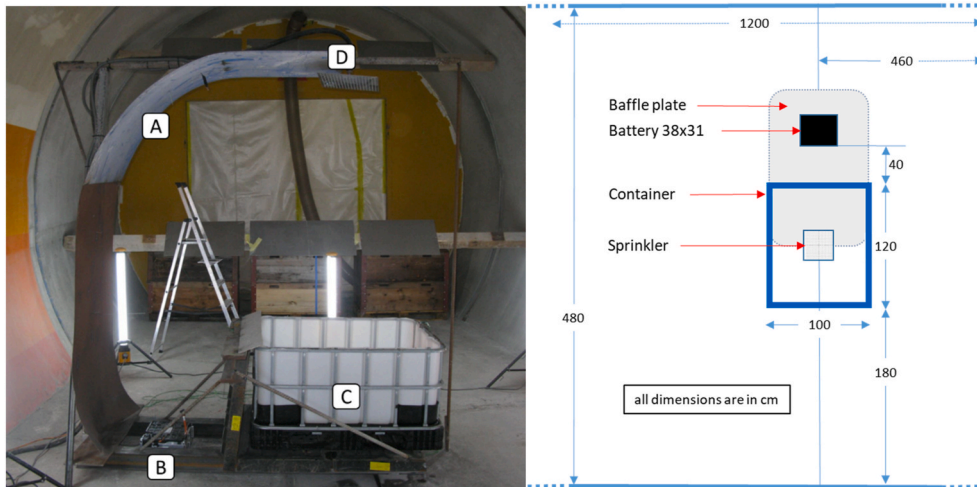 D
A
C
B
1200
460
Baffle plate
Battery 38x31
40
Container
Sprinkler
120
480
100
180
all dimensions are in cm